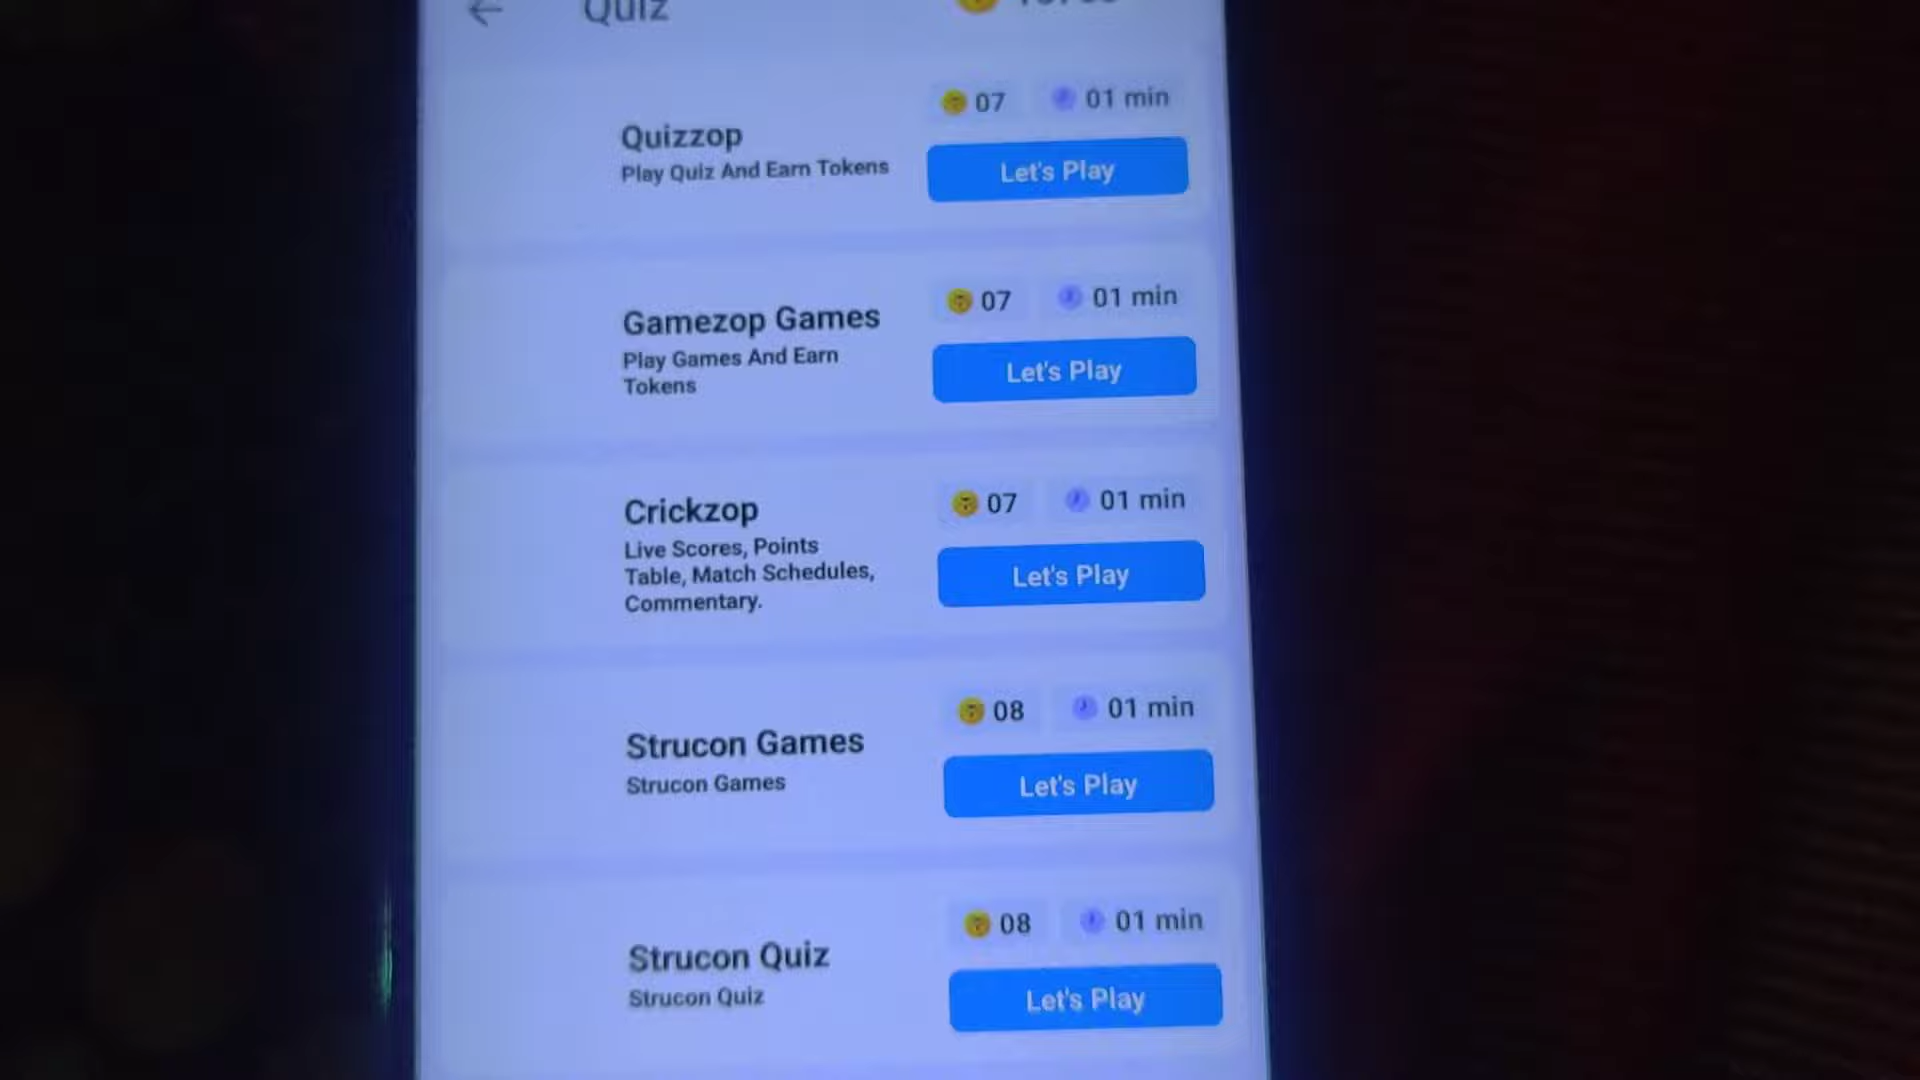 Quiz
07 01 min
Quizzop
Play Quiz And Earn Tokens
Let's Play
07 01 min
Gamezop Games
Play Games And Earn
Tokens
Let's Play
07 01 min
Crickzop
Live Scores, Points
Table, Match Schedules,
Commentary.
Let's Play
08 01 min
Strucon Games
Strucon Games
Let's Play
08 01 min
Strucon Quiz
Strucon Quiz
Let's Play